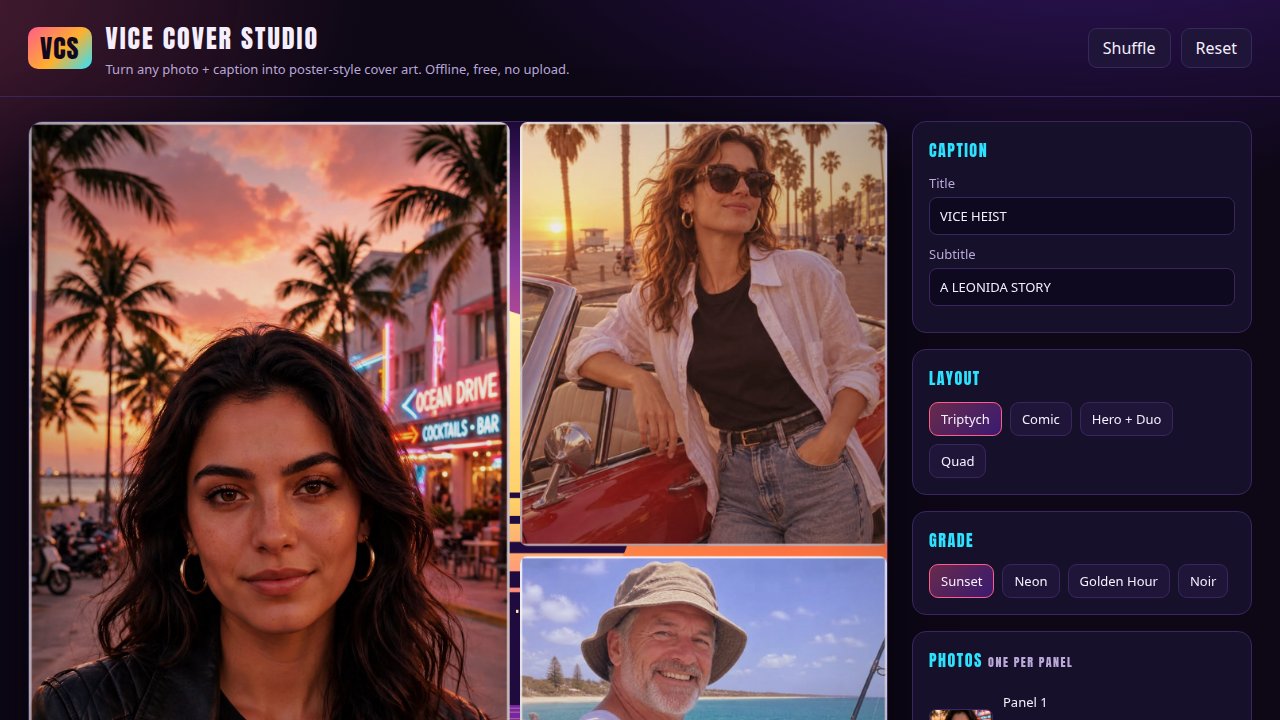 VCS
VICE COVER STUDIO
Turn any photo + caption into poster-style cover art. Offline, free, no upload.
Shuffle
Reset
OCEAN DRIVE
COCKTAILS • BAR
CAPTION
Title
VICE HEIST
Subtitle
A LEONIDA STORY
LAYOUT
Triptych
Comic
Hero + Duo
Quad
GRADE
Sunset
Neon
Golden Hour
Noir
PHOTOS ONE PER PANEL
Panel 1